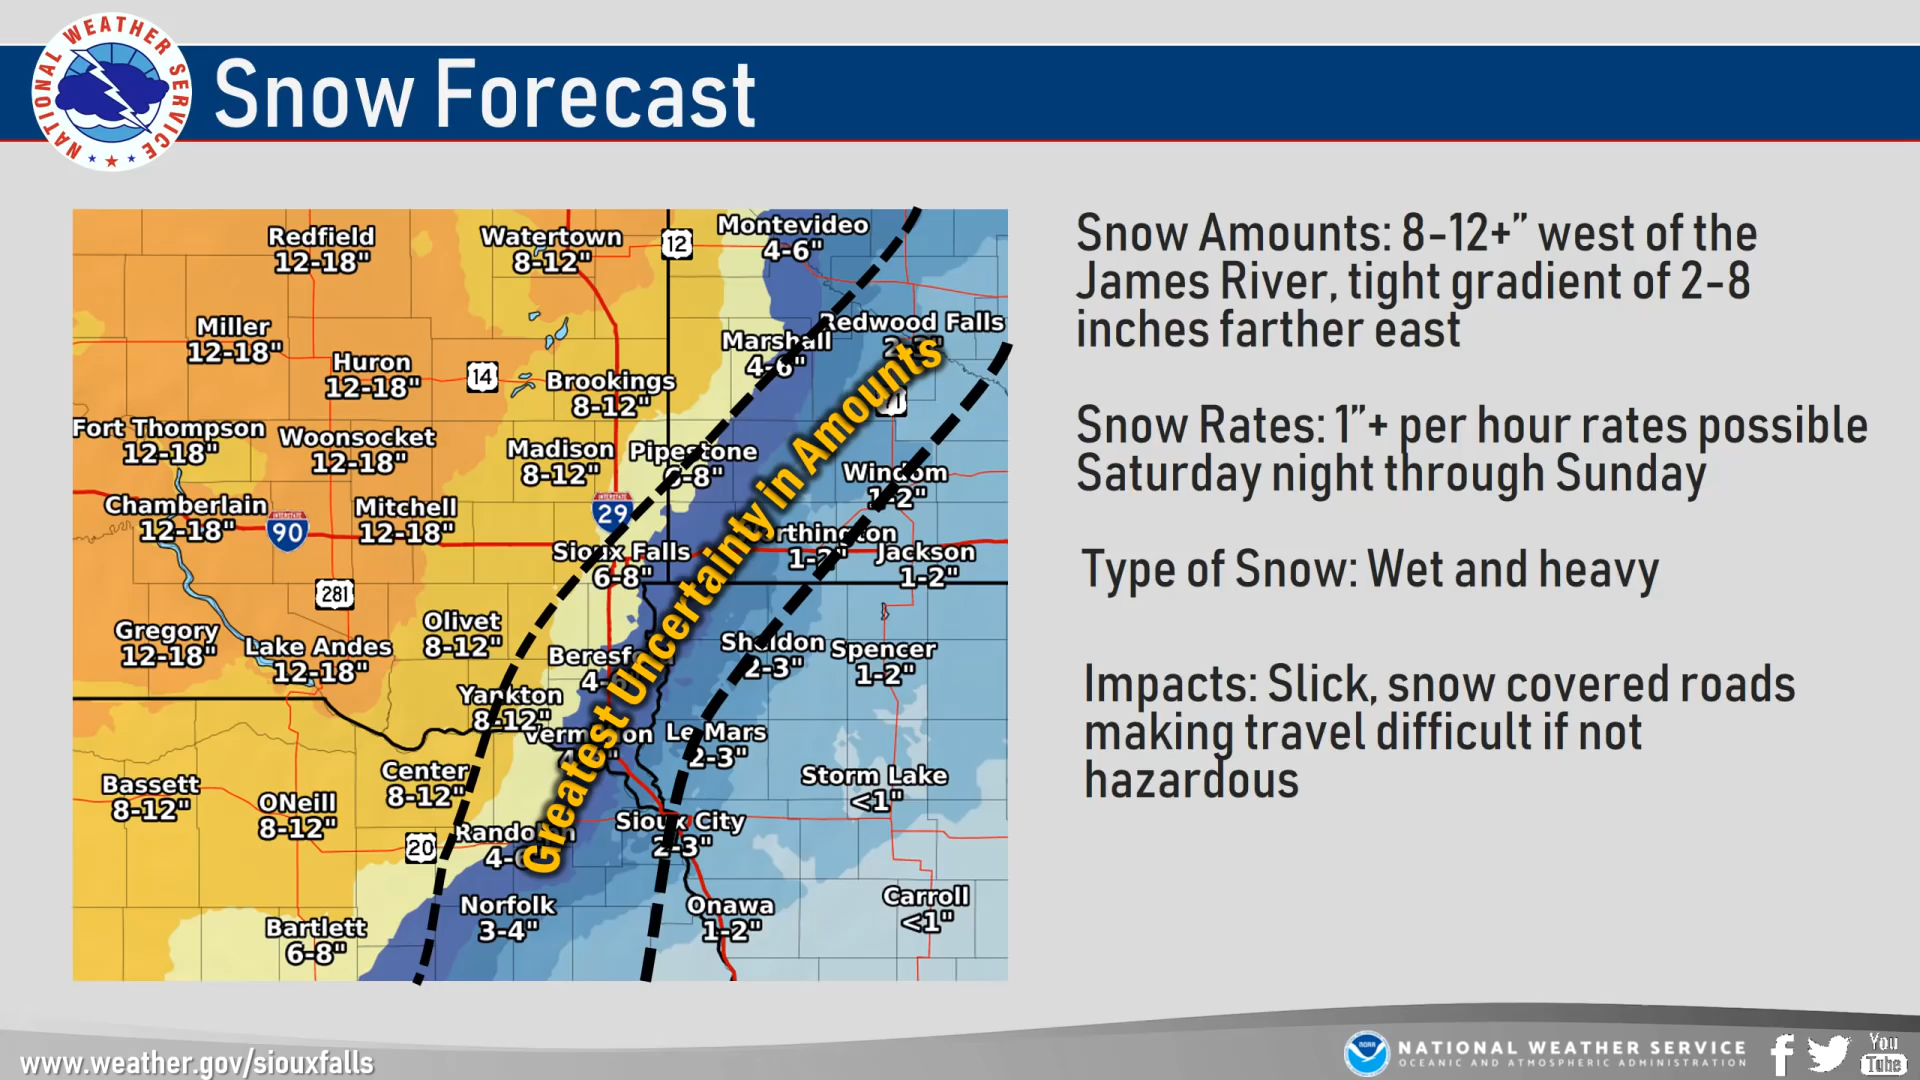 NATIONAL WEATHER SERVICE
Snow Forecast
Redfield
12-18"
Watertown
8-12"
12
Montevideo
4-6"
Miller
12-18"
Huron
12-18"
14
Brookings
8-12"
Marshall
4-6"
Redwood Falls
Fort Thompson
12-18"
Woonsocket
12-18"
Madison
8-12"
Pipestone
6-8"
Windom
1-2"
Chamberlain
12-18"
INTERSTATE
90
Mitchell
12-18"
INTERSTATE
29
Sioux Falls
6-8"
1-2"
Jackson
1-2"
281
Gregory
12-18"
Lake Andes
12-18"
Olivet
8-12"
Sheldon
2-3"
Spencer
1-2"
Yankton
8-12"
Le Mars
2-3"
Bassett
8-12"
ONeill
8-12"
Center
8-12"
20
Sioux City
2-3"
Storm Lake
<1"
Bartlett
6-8"
Norfolk
3-4"
Onawa
1-2"
Carroll
<1"
Greatest Uncertainty in Amounts
Snow Amounts: 8-12+” west of the
James River, tight gradient of 2-8
inches farther east
Snow Rates: 1”+ per hour rates possible
Saturday night through Sunday
Type of Snow: Wet and heavy
Impacts: Slick, snow covered roads
making travel difficult if not
hazardous
www.weather.gov/siouxfalls
NOAA
NATIONAL WEATHER SERVICE
OCEANIC AND ATMOSPHERIC ADMINISTRATION
f
You
Tube